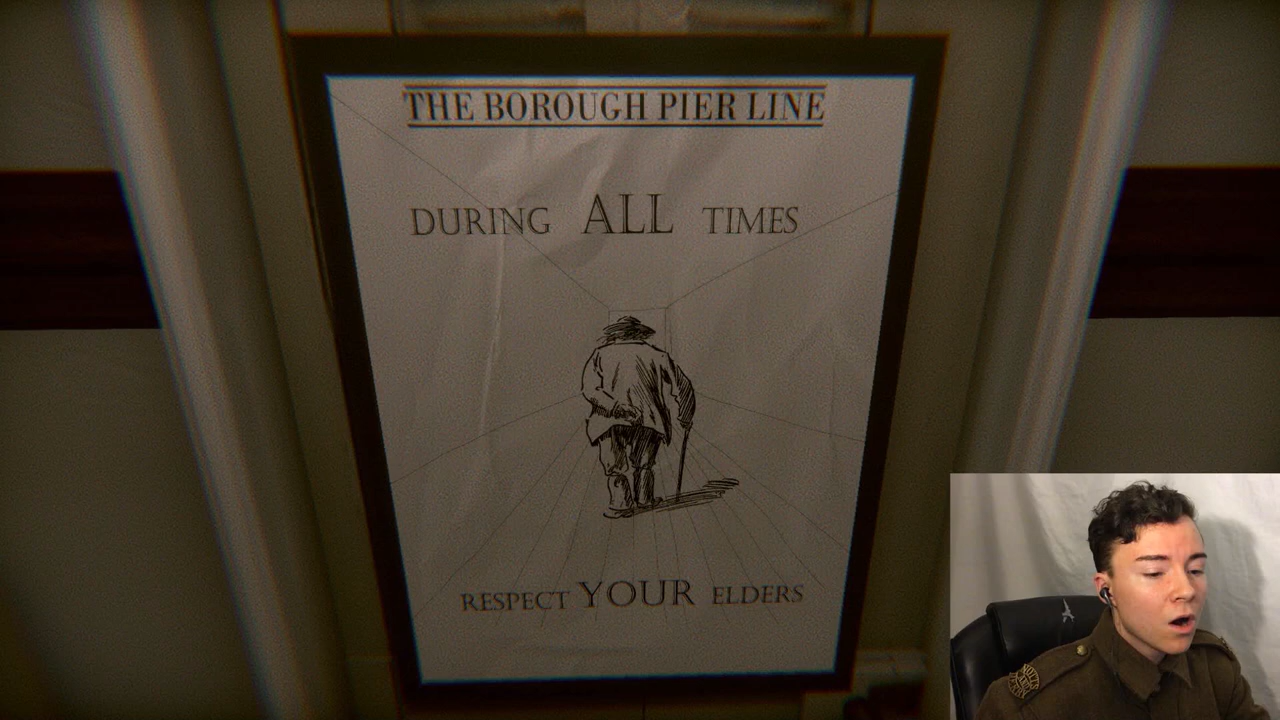 THE BOROUGH PIER LINE
DURING ALL TIMES
RESPECT YOUR ELDERS